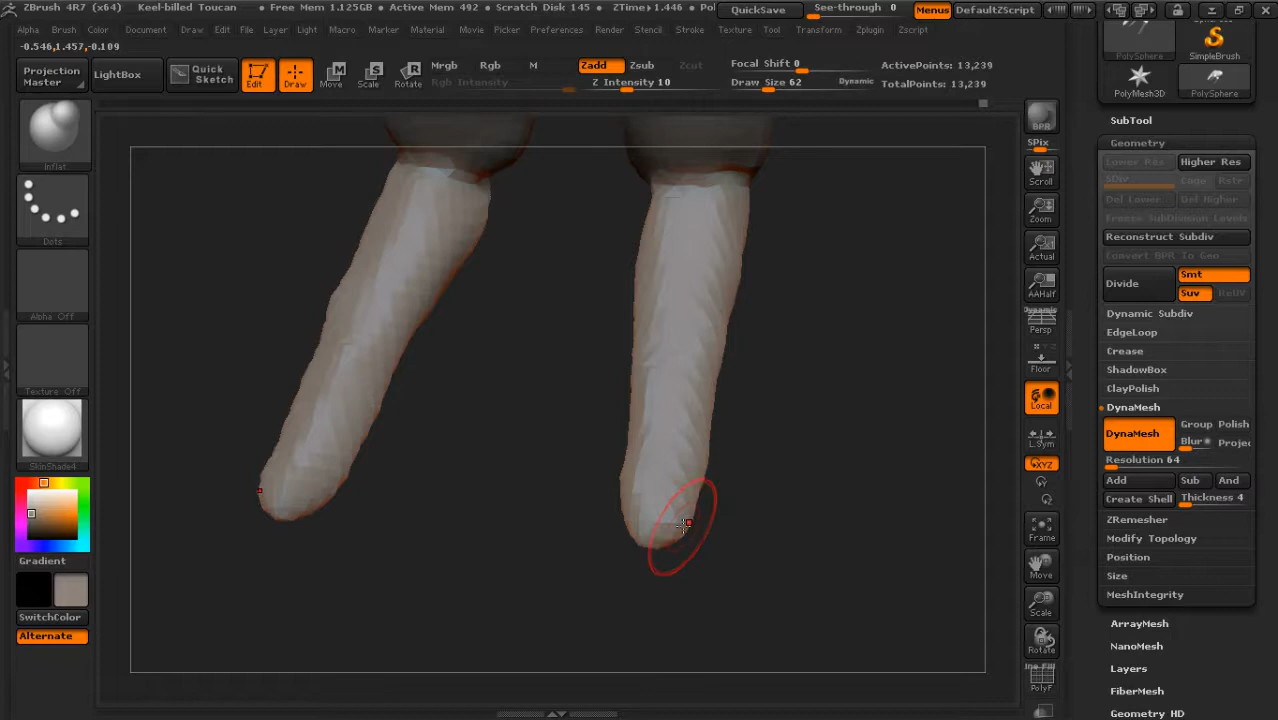 ZBrush 4R7 (x64) Keel-billed Toucan • Free Mem 1.125GB • Active Mem 492 • Scratch Disk 145 • ZTime▸1.446 • Po
QuickSave See-through 0 Menus DefaultZScript
Alpha Brush Color Document Draw Edit File Layer Light Macro Marker Material Movie Picker Preferences Render Stencil Stroke Texture Tool Transform Zplugin Zscript
-0.546,1.457,-0.109
Projection Master
LightBox
Quick Sketch
Edit Draw Move Scale Rotate
Mrgb Rgb M
Rgb Intensity
Zadd Zsub Zcut
Z Intensity 10
Focal Shift 0
Draw Size 62 Dynamic
ActivePoints: 13,239
TotalPoints: 13,239
Inflat
Dots
Alpha Off
Texture Off
SkinShade4
Gradient
SwitchColor
Alternate
BPR
SPix
Scroll
Zoom
Actual
AAHalf
Dynamic
Persp
Floor
Local
L.Sym
XYZ
Frame
Move
Scale
Rotate
Line Fill
PolyF
PolySphere SimpleBrush
PolyMesh3D PolySphere
SubTool
Geometry
Lower Res Higher Res
SDiv Cage Rstr
Del Lower Del Higher
Freeze SubDivision Levels
Reconstruct Subdiv
Convert BPR To Geo
Divide Smt
Suv ReUV
Dynamic Subdiv
EdgeLoop
Crease
ShadowBox
ClayPolish
DynaMesh
DynaMesh Group Polish
Blur Projec
Resolution 64
Add Sub And
Create Shell Thickness 4
ZRemesher
Modify Topology
Position
Size
MeshIntegrity
ArrayMesh
NanoMesh
Layers
FiberMesh
Geometry HD